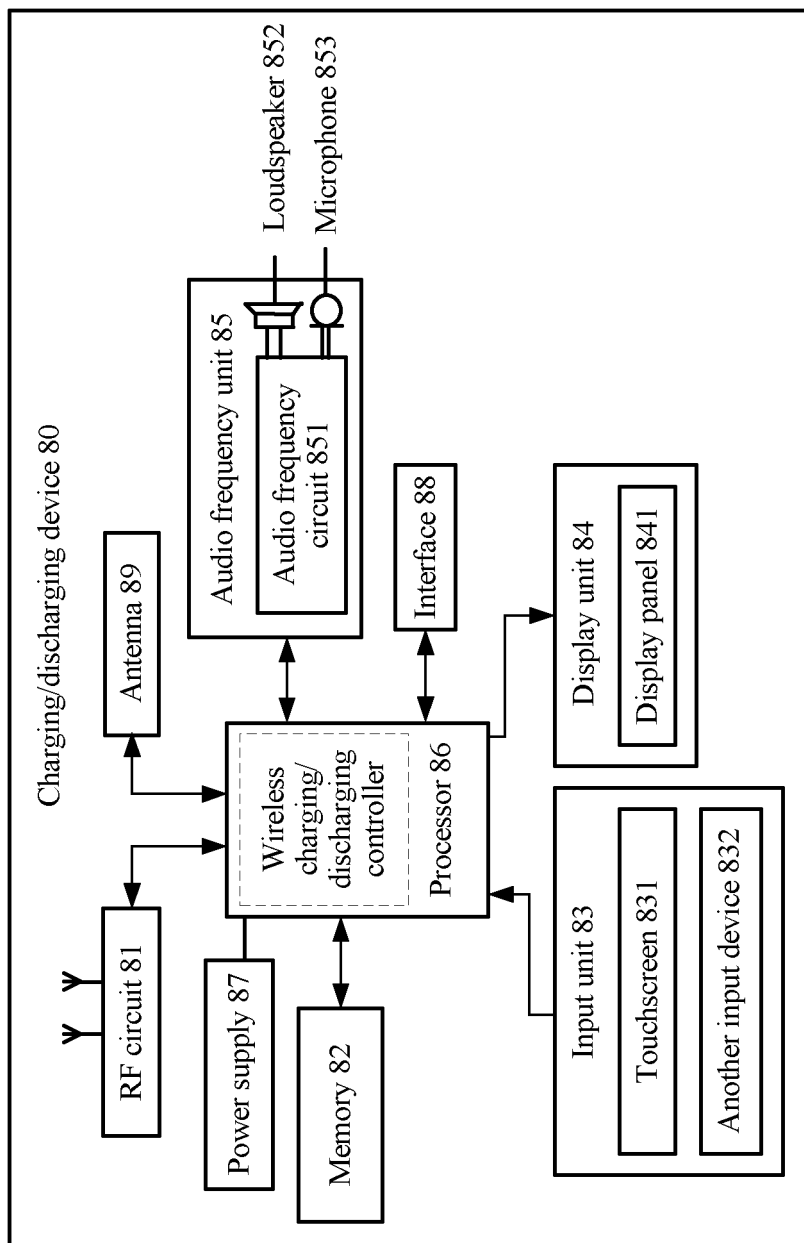 Charging/discharging device 80
RF circuit 81
Antenna 89
Power supply 87
Memory 82
Wireless
charging/
discharging
controller
Processor 86
Audio frequency unit 85
Audio frequency
circuit 851
Loudspeaker 852
Microphone 853
Interface 88
Input unit 83
Touchscreen 831
Another input device 832
Display unit 84
Display panel 841